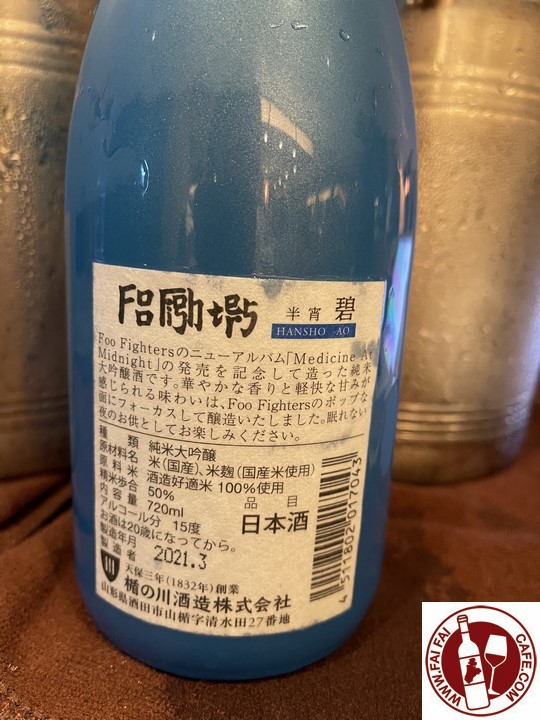 半宵 碧
HANSHO -AO
Foo Fightersのニューアルバム「Medicine At
Midnight」の発売を記念して造った純米
大吟醸酒です。華やかな香りと軽快な甘みが
感じられる味わいは、Foo Fightersのポップな
面にフォーカスして醸造いたしました。眠れない
夜のお供としてお楽しみください。
種類 純米大吟醸
原材料名 米（国産）、米麹（国産米使用）
原料米 酒造好適米 100%使用
精米歩合 50%
内容量 720ml
アルコール分 15度
品目
日本酒
お酒は20歳になってから。
製造年月 2021.3
製造者
天保三年（1832年）創業
楯の川酒造株式会社
山形県酒田市山楯字清水田27番地
4 511802 017043
WWW.FAI FAI CAFE.COM